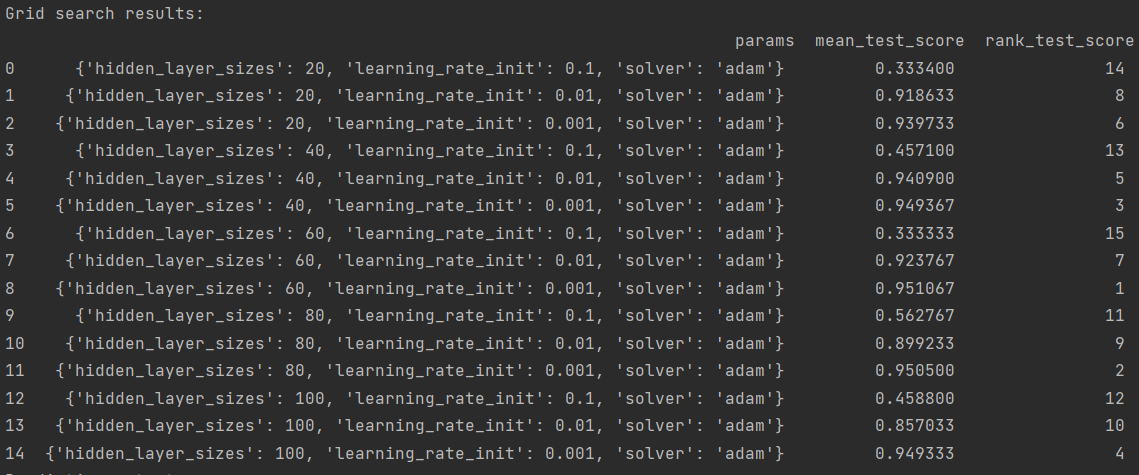 Grid search results:
params mean_test_score rank_test_score
0 {'hidden_layer_sizes': 20, 'learning_rate_init': 0.1, 'solver': 'adam'} 0.333400 14
1 {'hidden_layer_sizes': 20, 'learning_rate_init': 0.01, 'solver': 'adam'} 0.918633 8
2 {'hidden_layer_sizes': 20, 'learning_rate_init': 0.001, 'solver': 'adam'} 0.939733 6
3 {'hidden_layer_sizes': 40, 'learning_rate_init': 0.1, 'solver': 'adam'} 0.457100 13
4 {'hidden_layer_sizes': 40, 'learning_rate_init': 0.01, 'solver': 'adam'} 0.940900 5
5 {'hidden_layer_sizes': 40, 'learning_rate_init': 0.001, 'solver': 'adam'} 0.949367 3
6 {'hidden_layer_sizes': 60, 'learning_rate_init': 0.1, 'solver': 'adam'} 0.333333 15
7 {'hidden_layer_sizes': 60, 'learning_rate_init': 0.01, 'solver': 'adam'} 0.923767 7
8 {'hidden_layer_sizes': 60, 'learning_rate_init': 0.001, 'solver': 'adam'} 0.951067 1
9 {'hidden_layer_sizes': 80, 'learning_rate_init': 0.1, 'solver': 'adam'} 0.562767 11
10 {'hidden_layer_sizes': 80, 'learning_rate_init': 0.01, 'solver': 'adam'} 0.899233 9
11 {'hidden_layer_sizes': 80, 'learning_rate_init': 0.001, 'solver': 'adam'} 0.950500 2
12 {'hidden_layer_sizes': 100, 'learning_rate_init': 0.1, 'solver': 'adam'} 0.458800 12
13 {'hidden_layer_sizes': 100, 'learning_rate_init': 0.01, 'solver': 'adam'} 0.857033 10
14 {'hidden_layer_sizes': 100, 'learning_rate_init': 0.001, 'solver': 'adam'} 0.949333 4